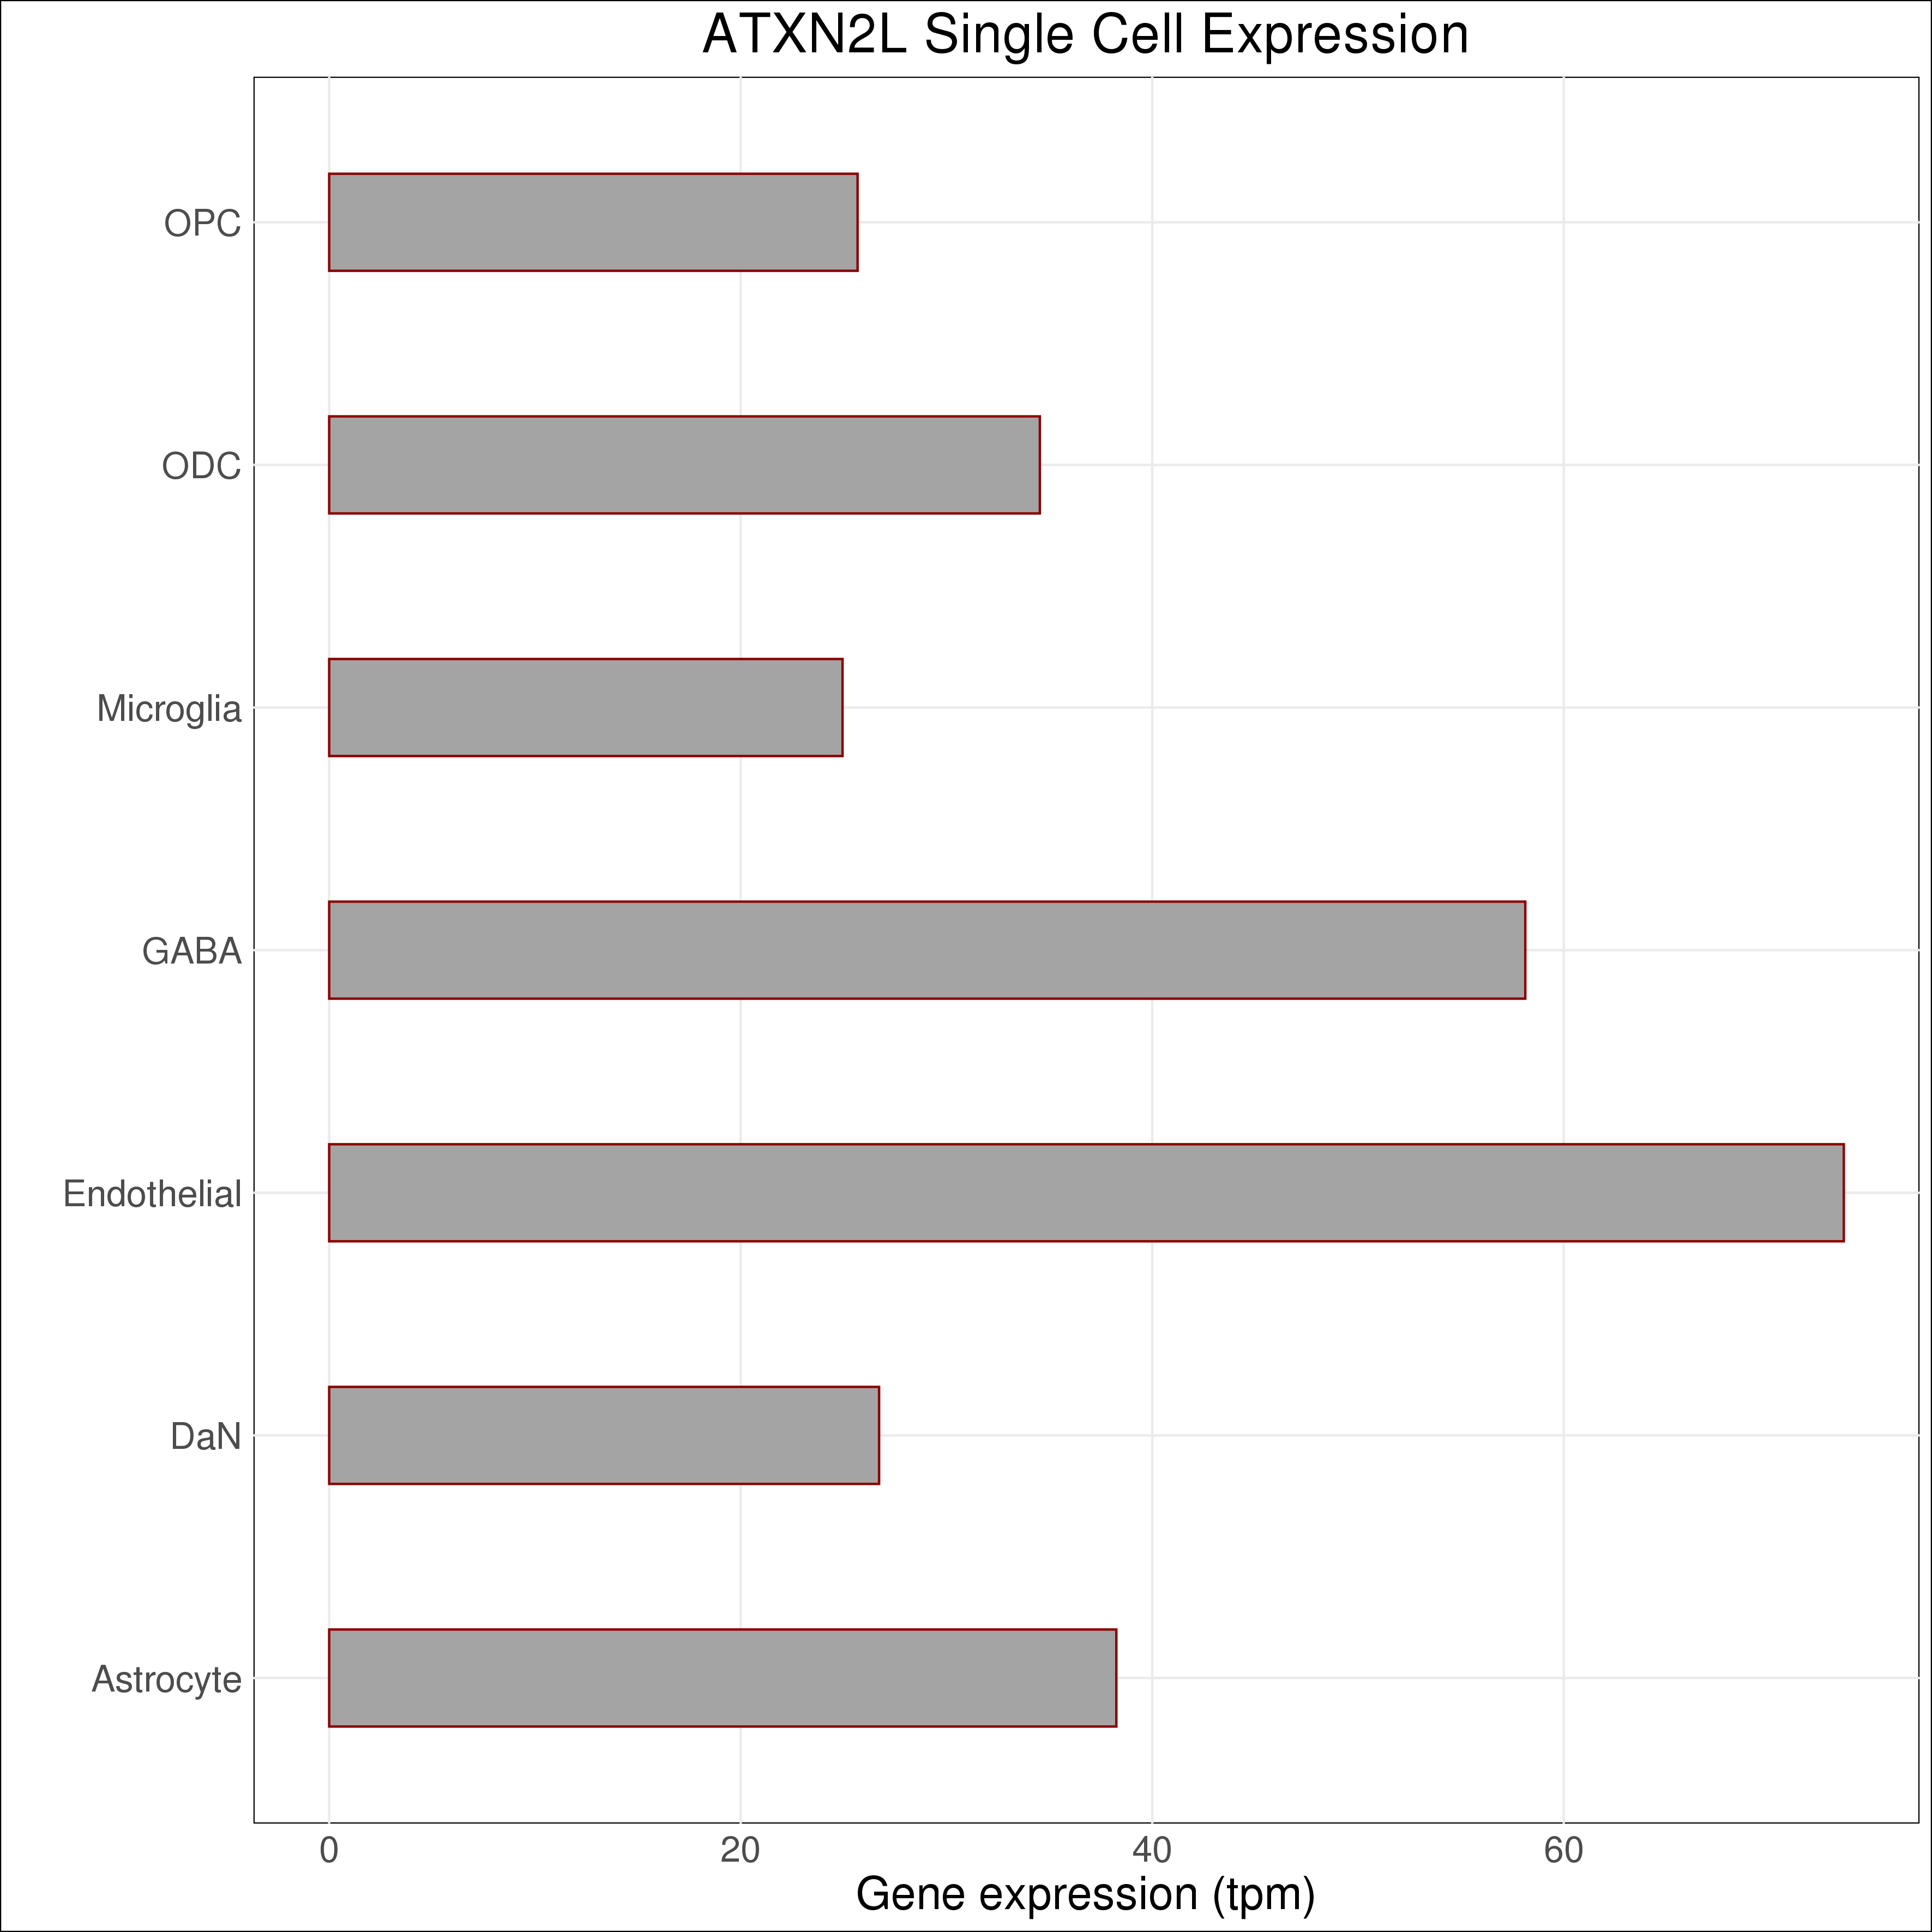 ATXN2L Single Cell Expression
OPC
ODC
Microglia
GABA
Endothelial
DaN
Astrocyte
0 20 40 60
Gene expression (tpm)